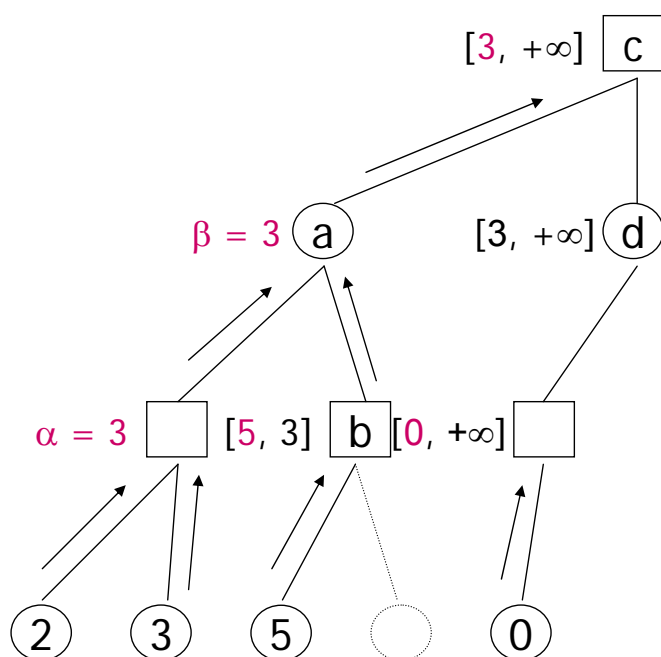 [3, +∞] c
β = 3 a [3, +∞] d
α = 3 [5, 3] b [0, +∞]
2 3 5 0